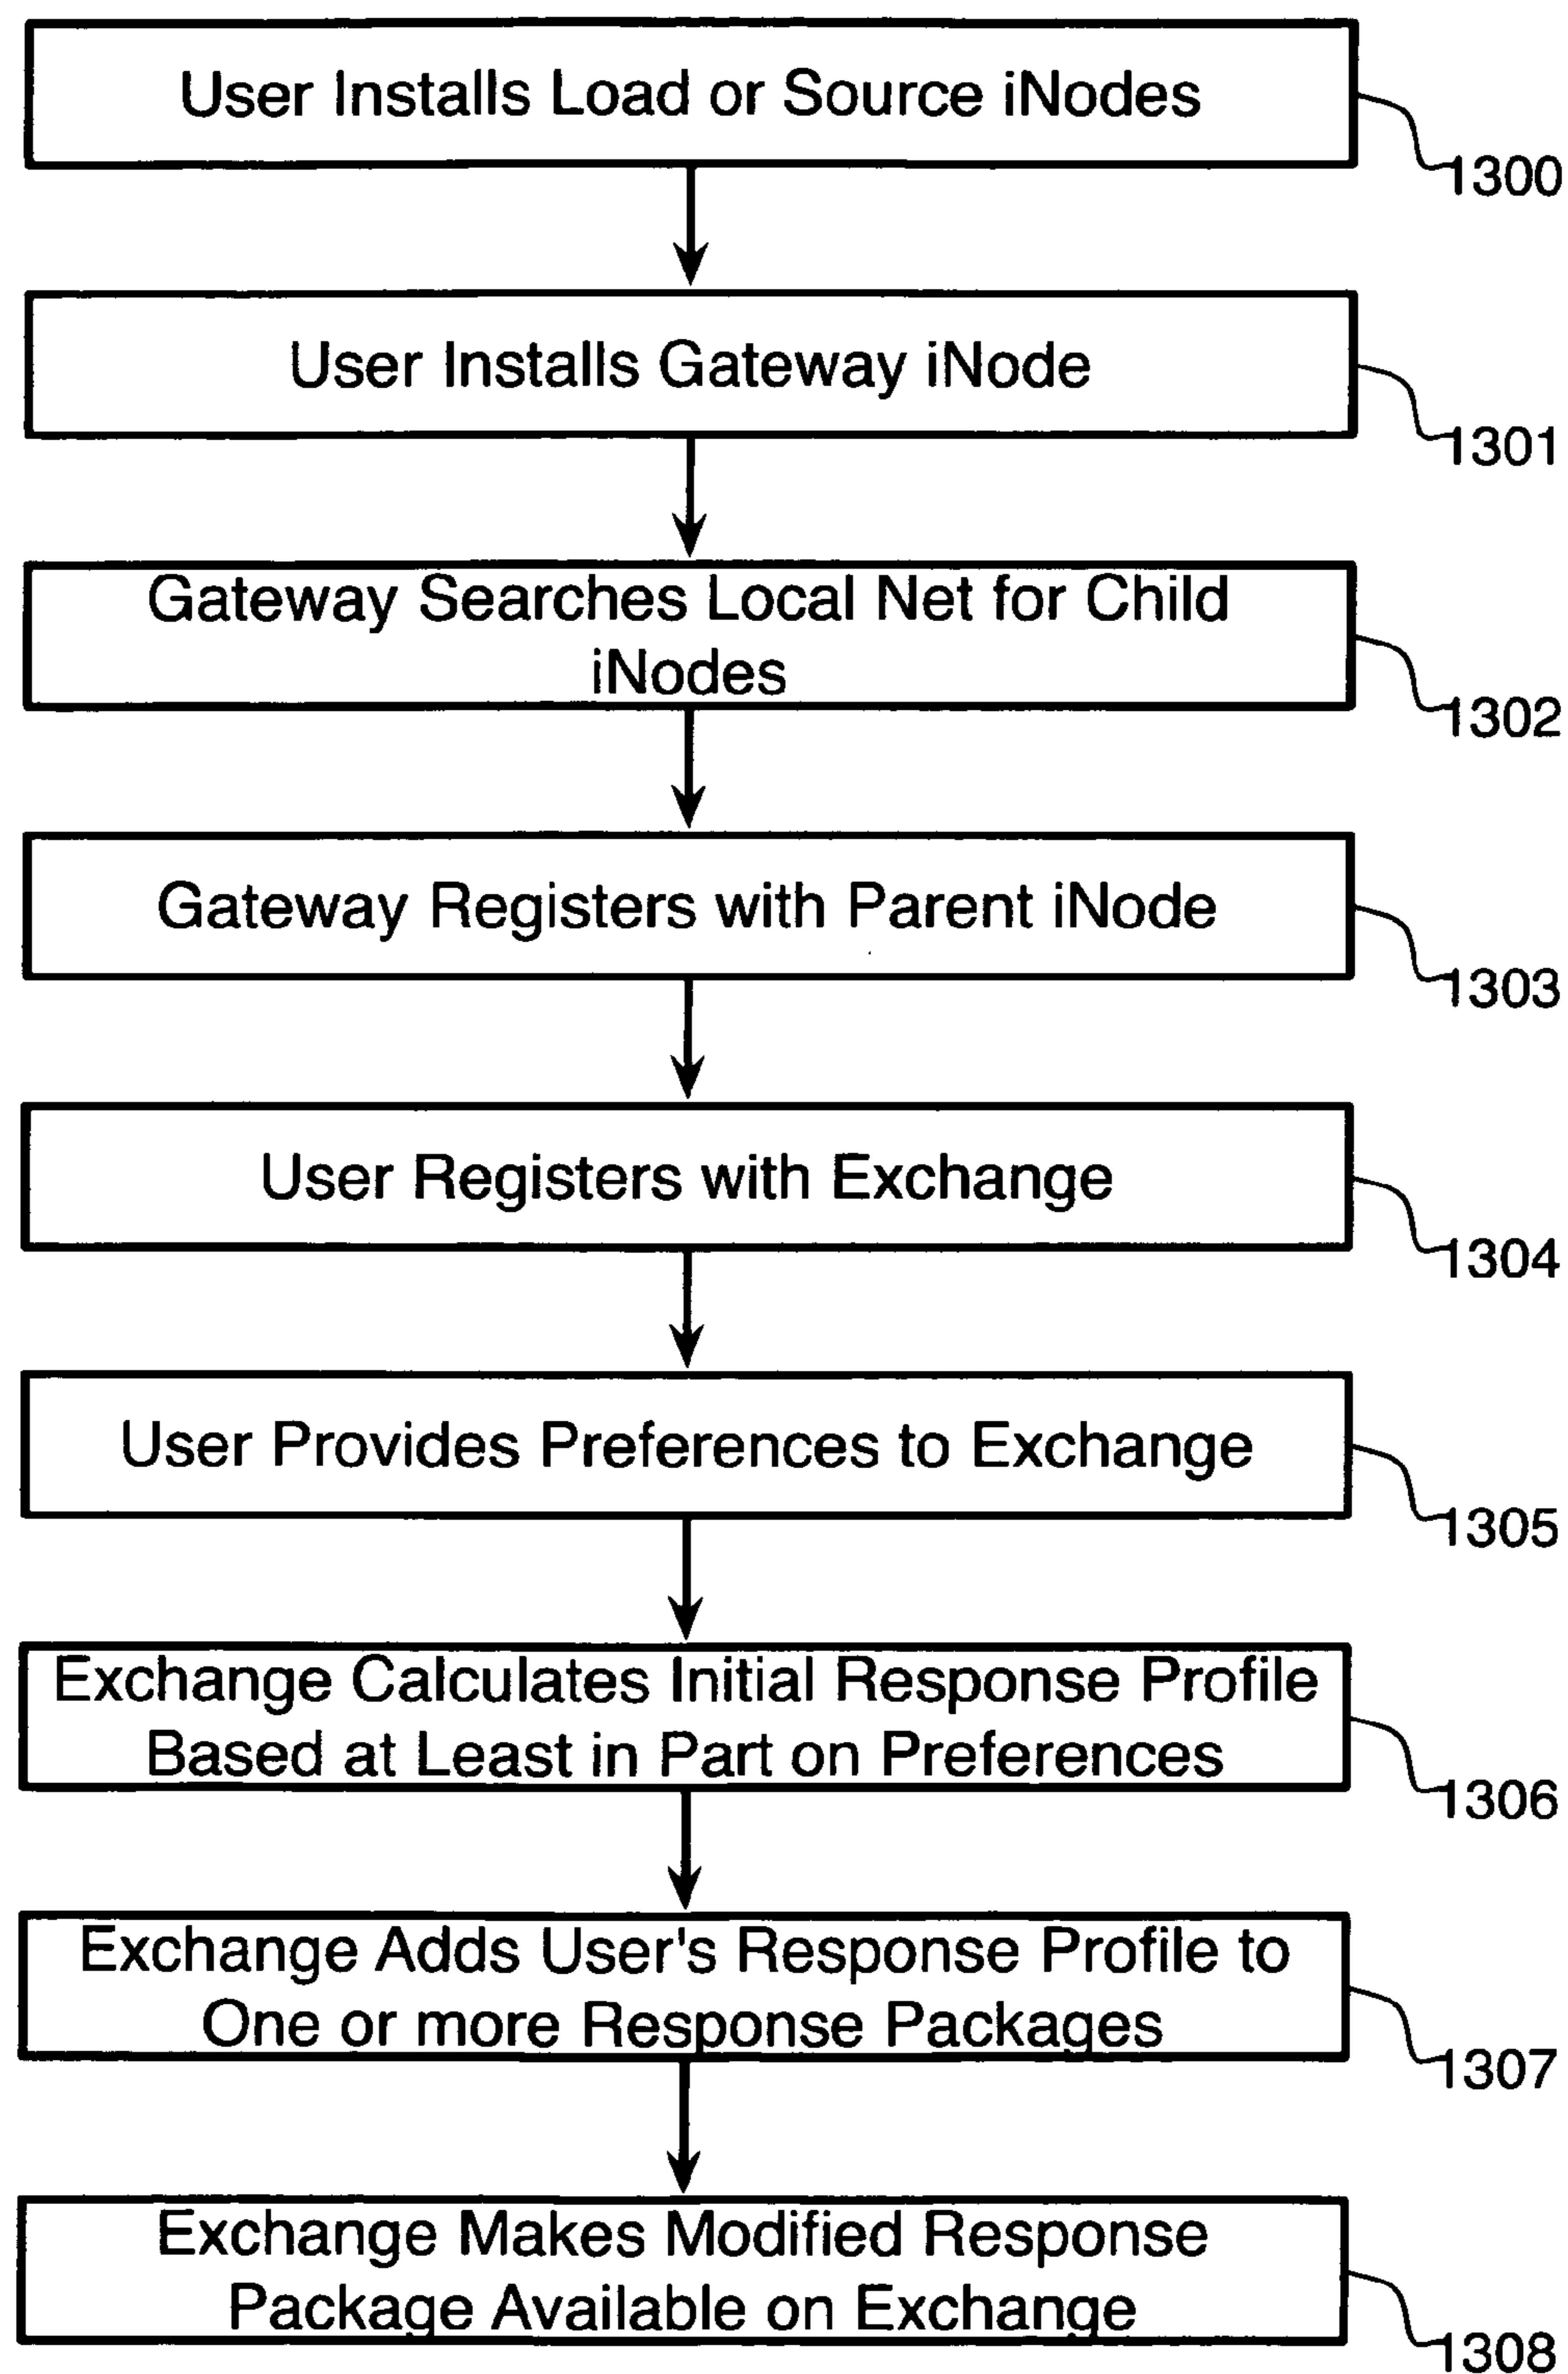 User Installs Load or Source iNodes
1300
User Installs Gateway iNode
1301
Gateway Searches Local Net for Child
iNodes
1302
Gateway Registers with Parent iNode
1303
User Registers with Exchange
1304
User Provides Preferences to Exchange
1305
Exchange Calculates Initial Response Profile
Based at Least in Part on Preferences
1306
Exchange Adds User's Response Profile to
One or more Response Packages
1307
Exchange Makes Modified Response
Package Available on Exchange
1308